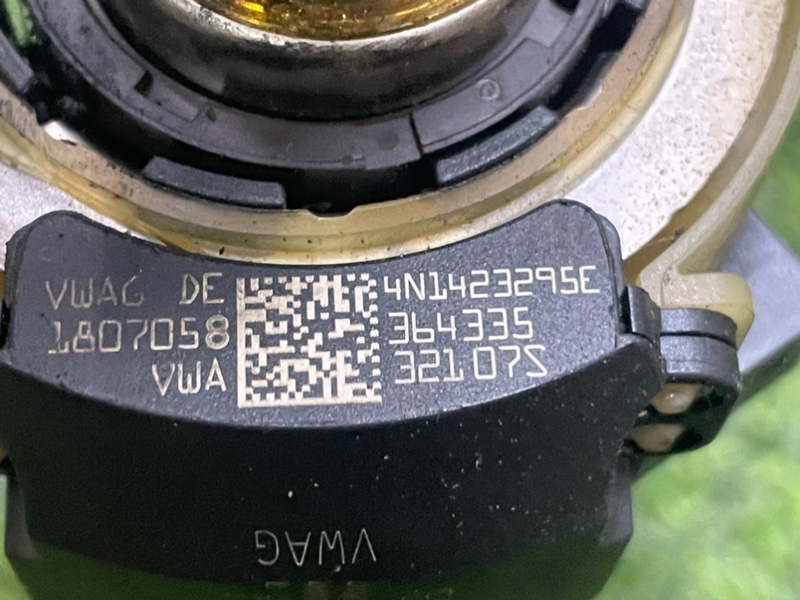 VWAG DE
1807058
VWA
4N1423295E
364335
32107S
VWAG